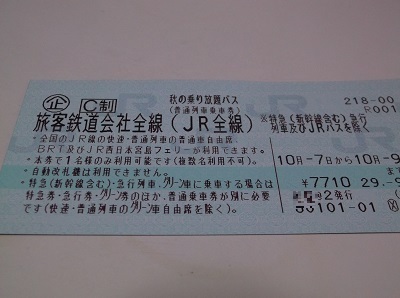 企 C制 秋の乗り放題パス 218-00
(普通列車乗車券) R001
旅客鉄道会社全線(JR全線) 特急(新幹線含む)急行
列車及びJRバスを除く
・全国のJR線の快速・普通列車の普通車自由席、
BRT及びJR西日本宮島フェリーが利用できます。
・本券で1名様のみ利用可能です(複数名利用不可)。 10月-7日から10月-9
・自動改札機は利用できません。
・特急(新幹線含む)・急行列車、グリーン車に乗車する場合は ¥7710 29.-9
特急券・急行券・グリーン券のほか、普通乗車券が別に必要 2発行
です(快速・普通列車のグリーン車自由席を除く)。 101-01